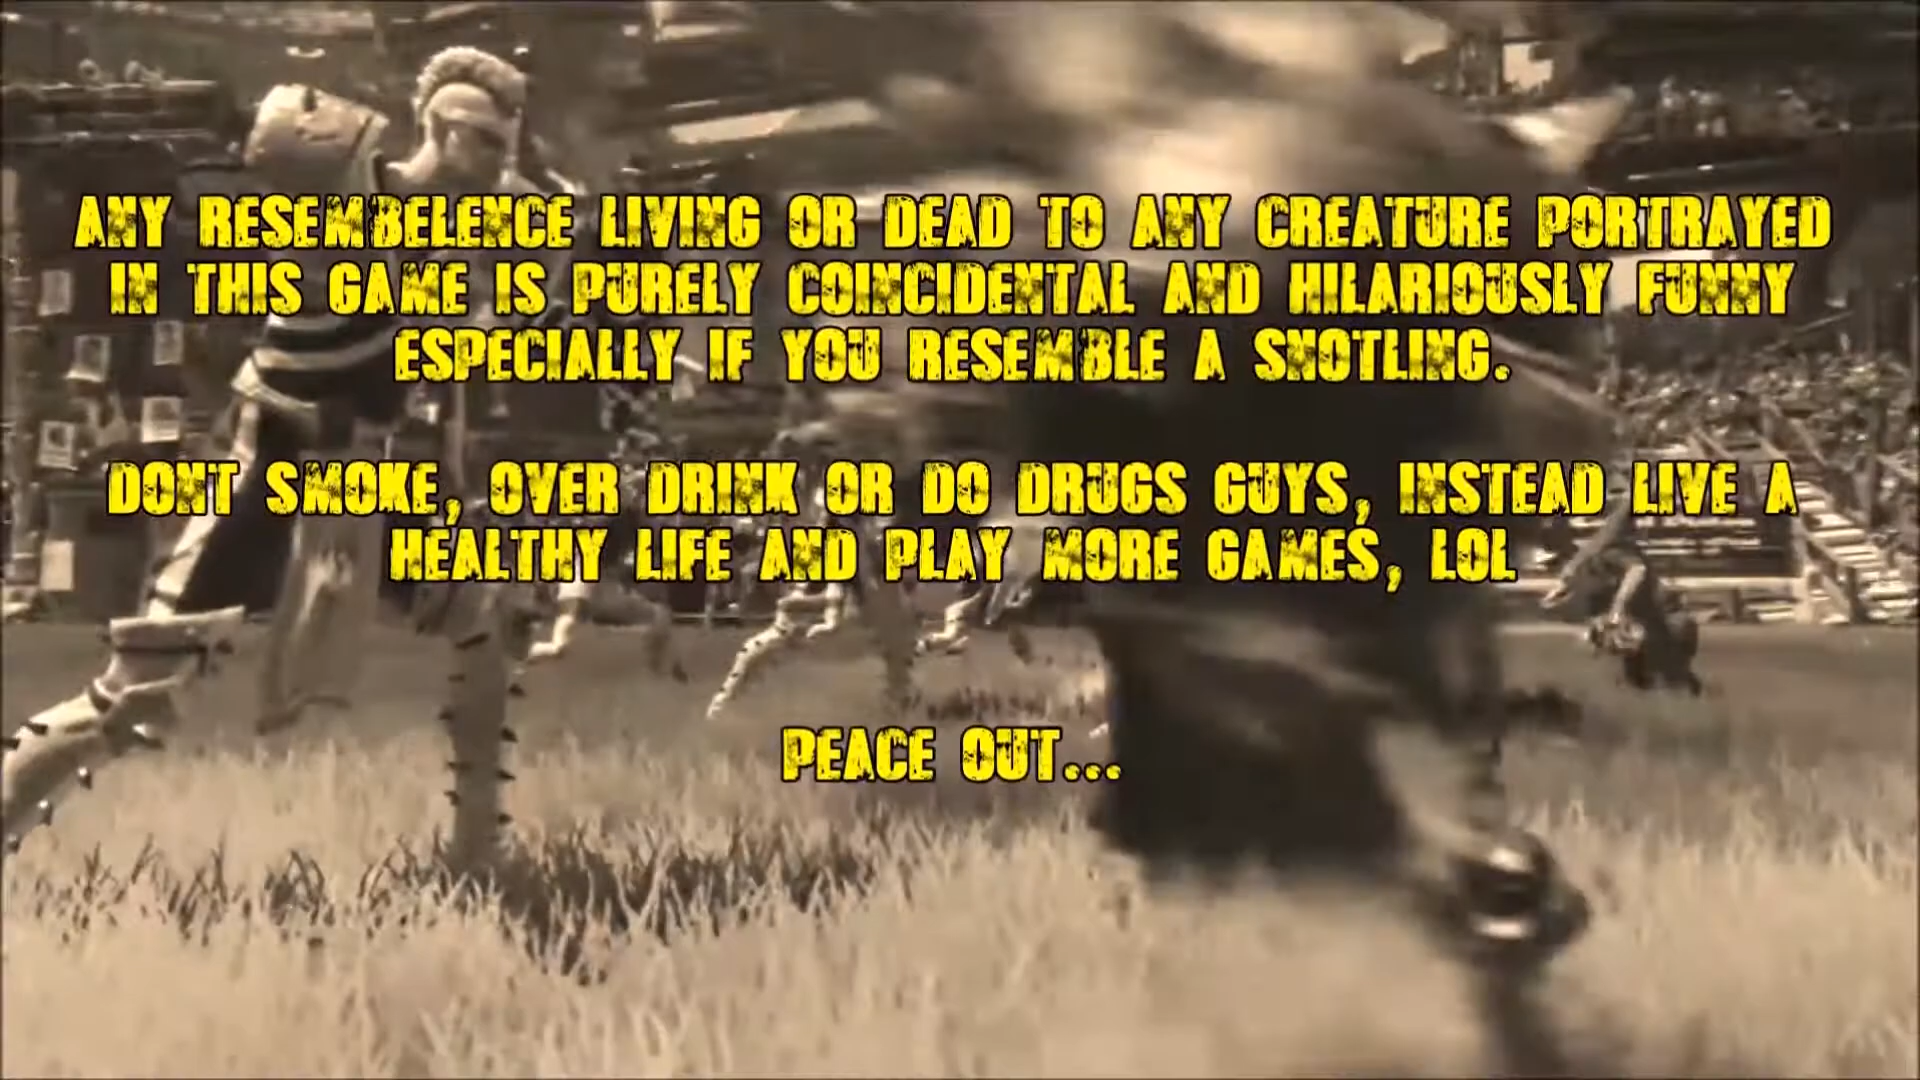 ANY RESEMBELENCE LIVING OR DEAD TO ANY CREATURE PORTRAYED
IN THIS GAME IS PURELY COINCIDENTAL AND HILARIOUSLY FUNNY
ESPECIALLY IF YOU RESEMBLE A SNOTLING.
DONT SMOKE, OVER DRINK OR DO DRUGS GUYS, INSTEAD LIVE A
HEALTHY LIFE AND PLAY MORE GAMES, LOL
PEACE OUT...